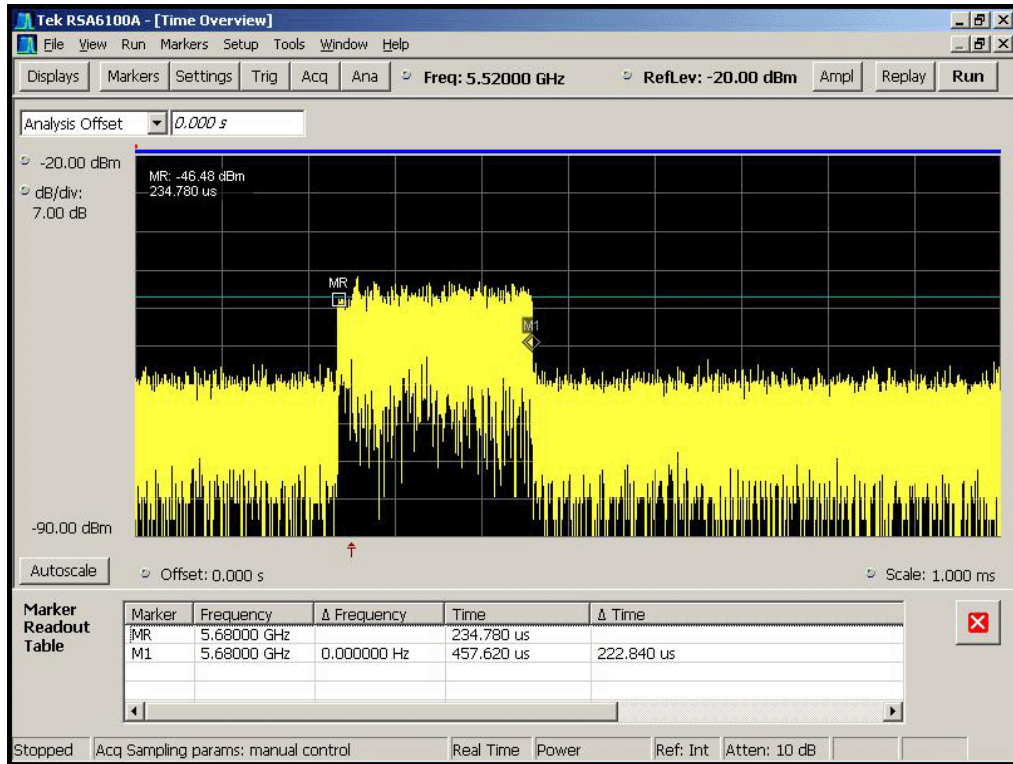 Tek RSA6100A - [Time Overview]
File View Run Markers Setup Tools Window Help
Displays Markers Settings Trig Acq Ana Freq: 5.52000 GHz RefLev: -20.00 dBm Ampl Replay Run
Analysis Offset 0.000 s
-20.00 dBm
dB/div:
7.00 dB
MR: -46.48 dBm
234.780 us
MR
M1
-90.00 dBm
Autoscale Offset: 0.000 s Scale: 1.000 ms
Marker Readout Table
Marker Frequency Δ Frequency Time Δ Time
MR 5.68000 GHz 234.780 us
M1 5.68000 GHz 0.000000 Hz 457.620 us 222.840 us
Stopped Acq Sampling params: manual control Real Time Power Ref: Int Atten: 10 dB